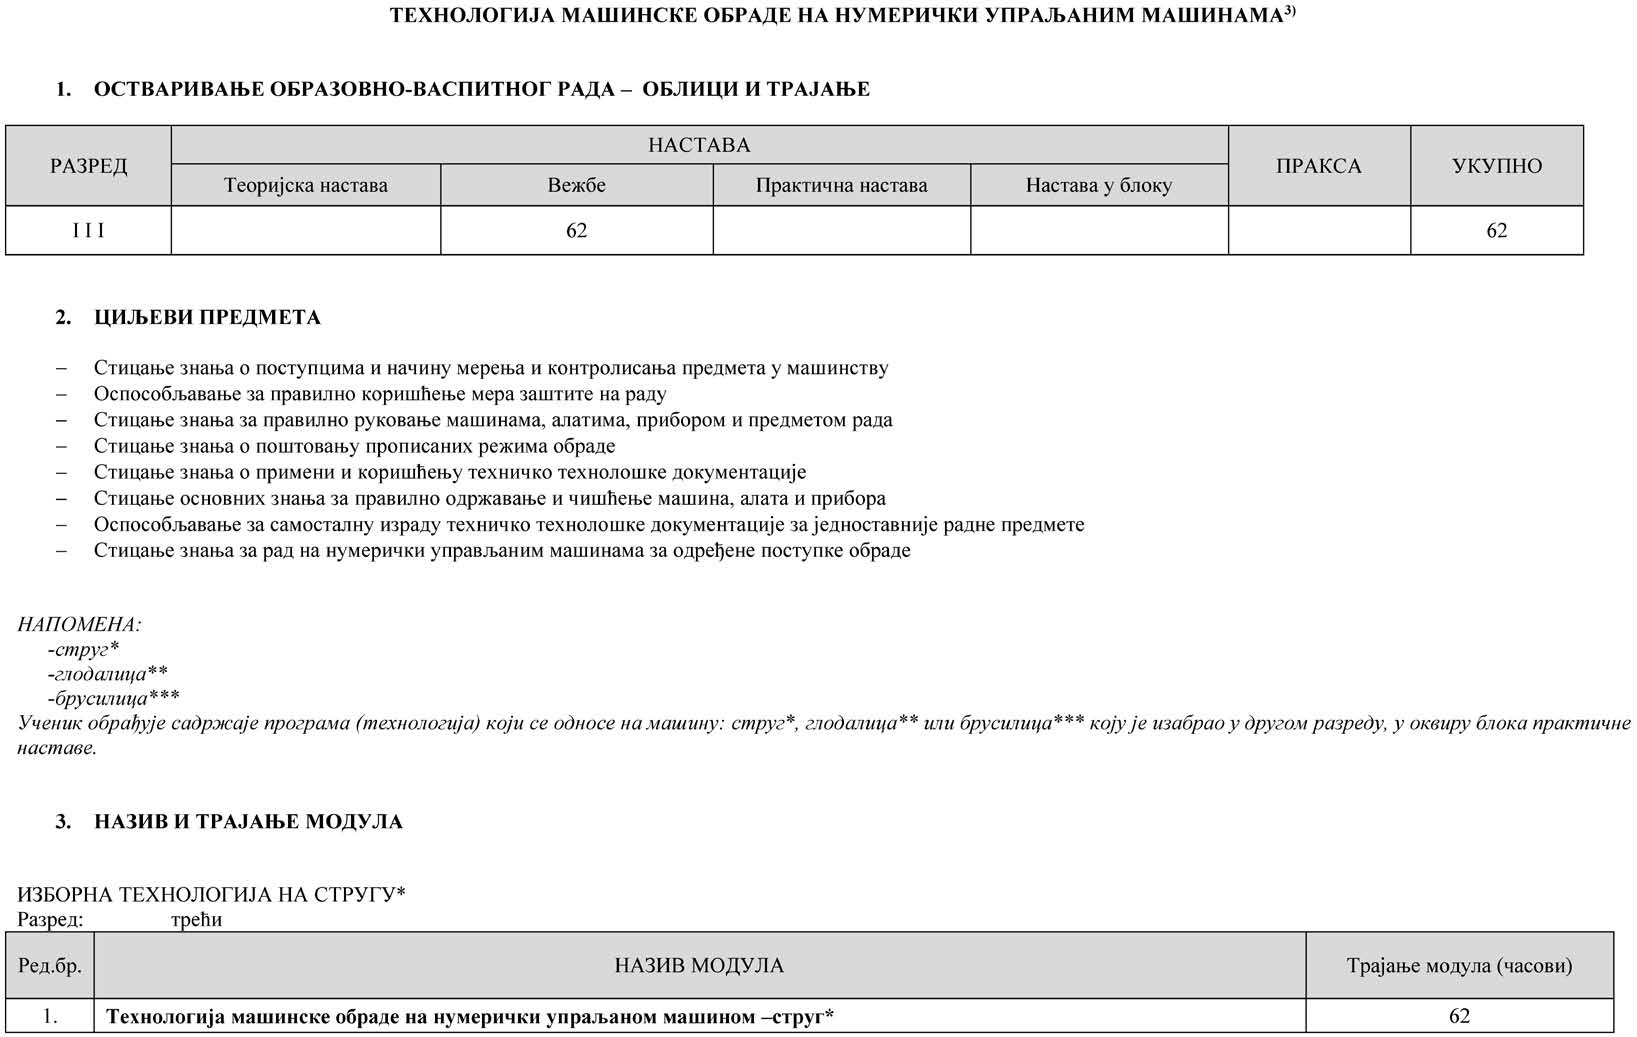 ТЕХНОЛОГИЈА МАШИНСКЕ ОБРАДЕ НА НУМЕРИЧКИ УПРАЉАНИМ МАШИНАМА³⁾
1. ОСТВАРИВАЊЕ ОБРАЗОВНО-ВАСПИТНОГ РАДА – ОБЛИЦИ И ТРАЈАЊЕ
РАЗРЕД НАСТАВА ПРАКСА УКУПНО
Теоријска настава Вежбе Практична настава Настава у блоку
I I I 62 62
2. ЦИЉЕВИ ПРЕДМЕТА
– Стицање знања о поступцима и начину мерења и контролисања предмета у машинству
– Оспособљавање за правилно коришћење мера заштите на раду
– Стицање знања за правилно руковање машинама, алатима, прибором и предметом рада
– Стицање знања о поштовању прописаних режима обраде
– Стицање знања о примени и коришћењу техничко технолошке документације
– Стицање основних знања за правилно одржавање и чишћење машина, алата и прибора
– Оспособљавање за самосталну израду техничко технолошке документације за једноставније радне предмете
– Стицање знања за рад на нумерички управљаним машинама за одређене поступке обраде
НАПОМЕНА:
-струг*
-глодалица**
-брусилица***
Ученик обрађује садржаје програма (технологија) који се односе на машину: струг*, глодалица** или брусилица*** коју је изабрао у другом разреду, у оквиру блока практичне
наставе.
3. НАЗИВ И ТРАЈАЊЕ МОДУЛА
ИЗБОРНА ТЕХНОЛОГИЈА НА СТРУГУ*
Разред: трећи
Ред.бр. НАЗИВ МОДУЛА Трајање модула (часови)
1. Технологија машинске обраде на нумерички упраљаном машином –струг* 62